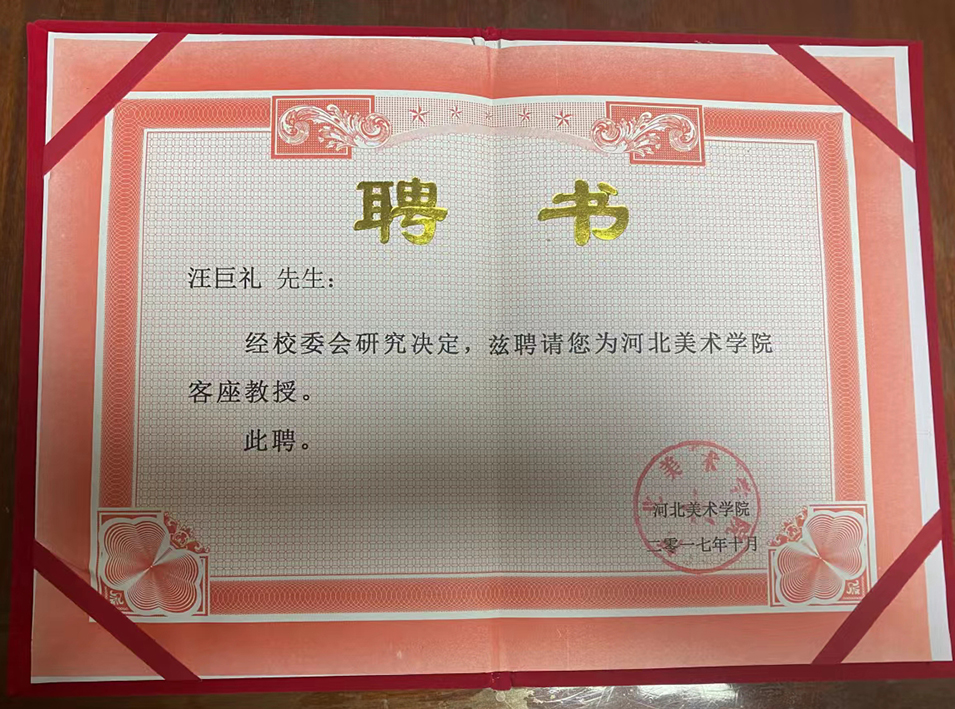 聘书
汪巨礼 先生：
经校委会研究决定，兹聘请您为河北美术学院
客座教授。
此聘。
河北美术学院
二零一七年十月